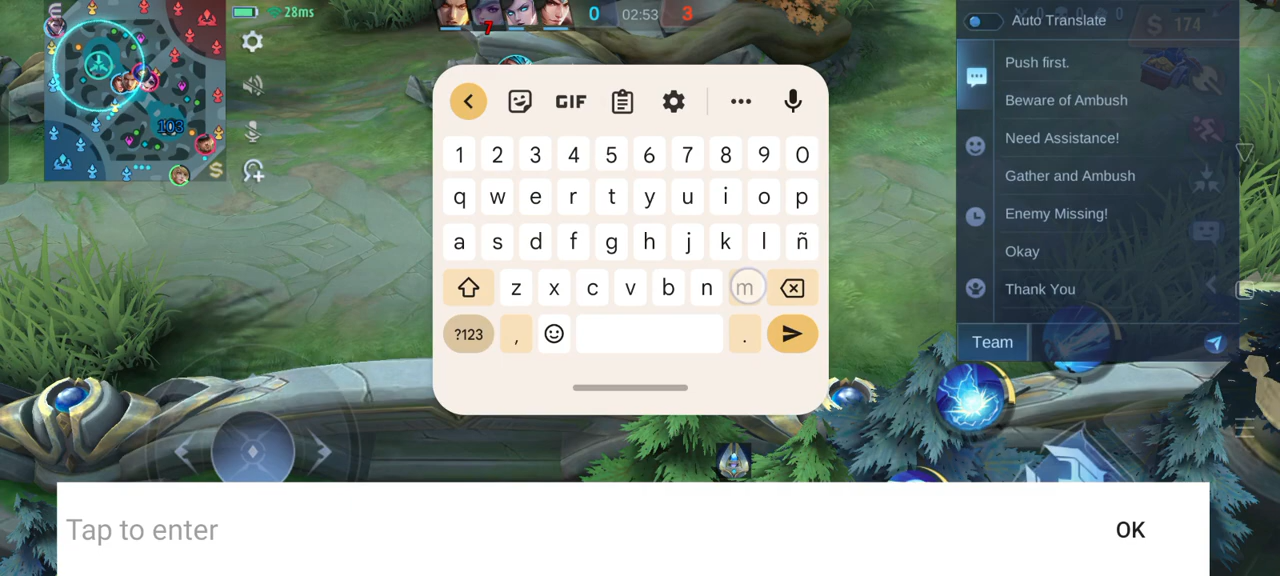 28ms
7
0 02:53 3
103
Auto Translate
$ 174
Push first.
Beware of Ambush
Need Assistance!
Gather and Ambush
Enemy Missing!
Okay
Thank You
Team
GIF
1 2 3 4 5 6 7 8 9 0
q w e r t y u i o p
a s d f g h j k l ñ
z x c v b n m
?123 , .
Tap to enter
OK